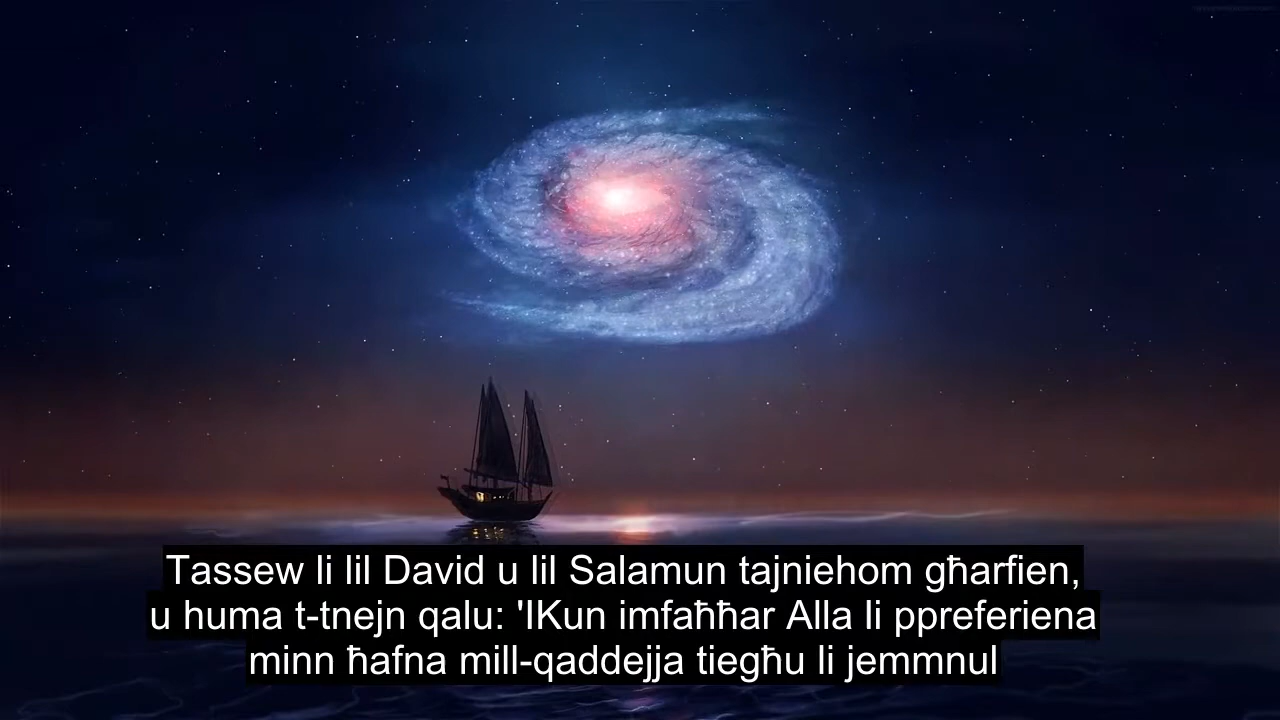 Tassew li lil David u lil Salamun tajniehom għarfien,
u huma t-tnejn qalu: 'IKun imfaħħar Alla li ppreferiena
minn ħafna mill-qaddejja tiegħu li jemmnul